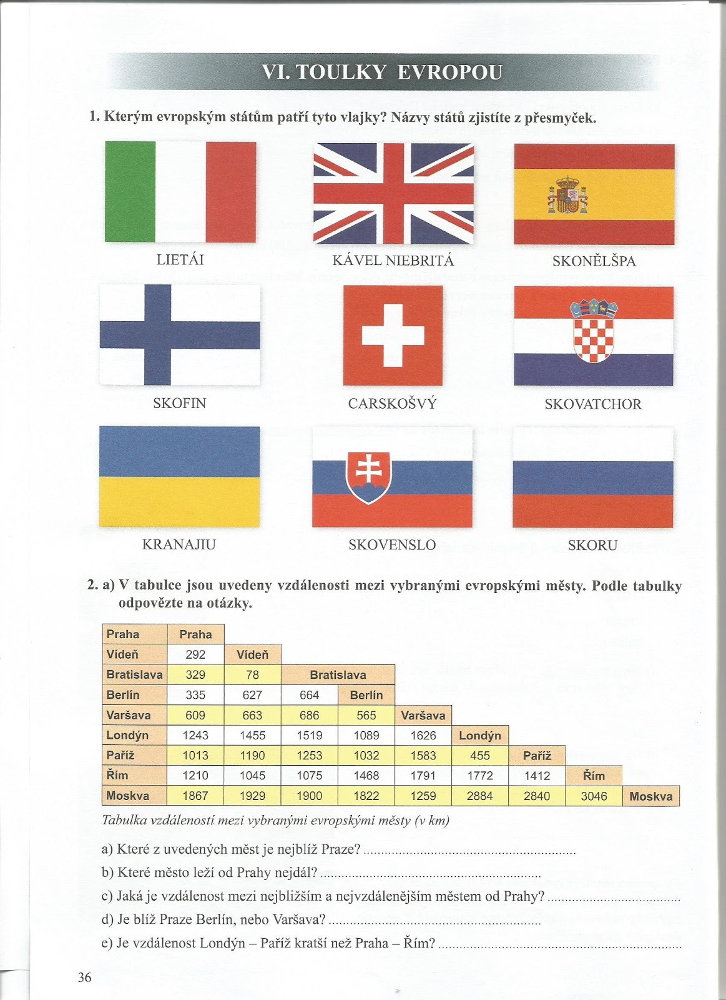 VI. TOULKY EVROPOU
1. Kterým evropským státům patří tyto vlajky? Názvy států zjistíte z přesmyček.
LIETÁI KÁVEL NIEBRITÁ SKONĚLŠPA
SKOFIN CARSKOŠVÝ SKOVATCHOR
KRANAJIU SKOVENSLO SKORU
2. a) V tabulce jsou uvedeny vzdálenosti mezi vybranými evropskými městy. Podle tabulky
odpovězte na otázky.
Praha Praha
Vídeň 292 Vídeň
Bratislava 329 78 Bratislava
Berlín 335 627 664 Berlín
Varšava 609 663 686 565 Varšava
Londýn 1243 1455 1519 1089 1626 Londýn
Paříž 1013 1190 1253 1032 1583 455 Paříž
Řím 1210 1045 1075 1468 1791 1772 1412 Řím
Moskva 1867 1929 1900 1822 1259 2884 2840 3046 Moskva
Tabulka vzdáleností mezi vybranými evropskými městy (v km)
a) Které z uvedených měst je nejblíž Praze?
b) Které město leží od Prahy nejdál?
c) Jaká je vzdálenost mezi nejbližším a nejvzdálenějším městem od Prahy?
d) Je blíž Praze Berlín, nebo Varšava?
e) Je vzdálenost Londýn – Paříž kratší než Praha – Řím?
36